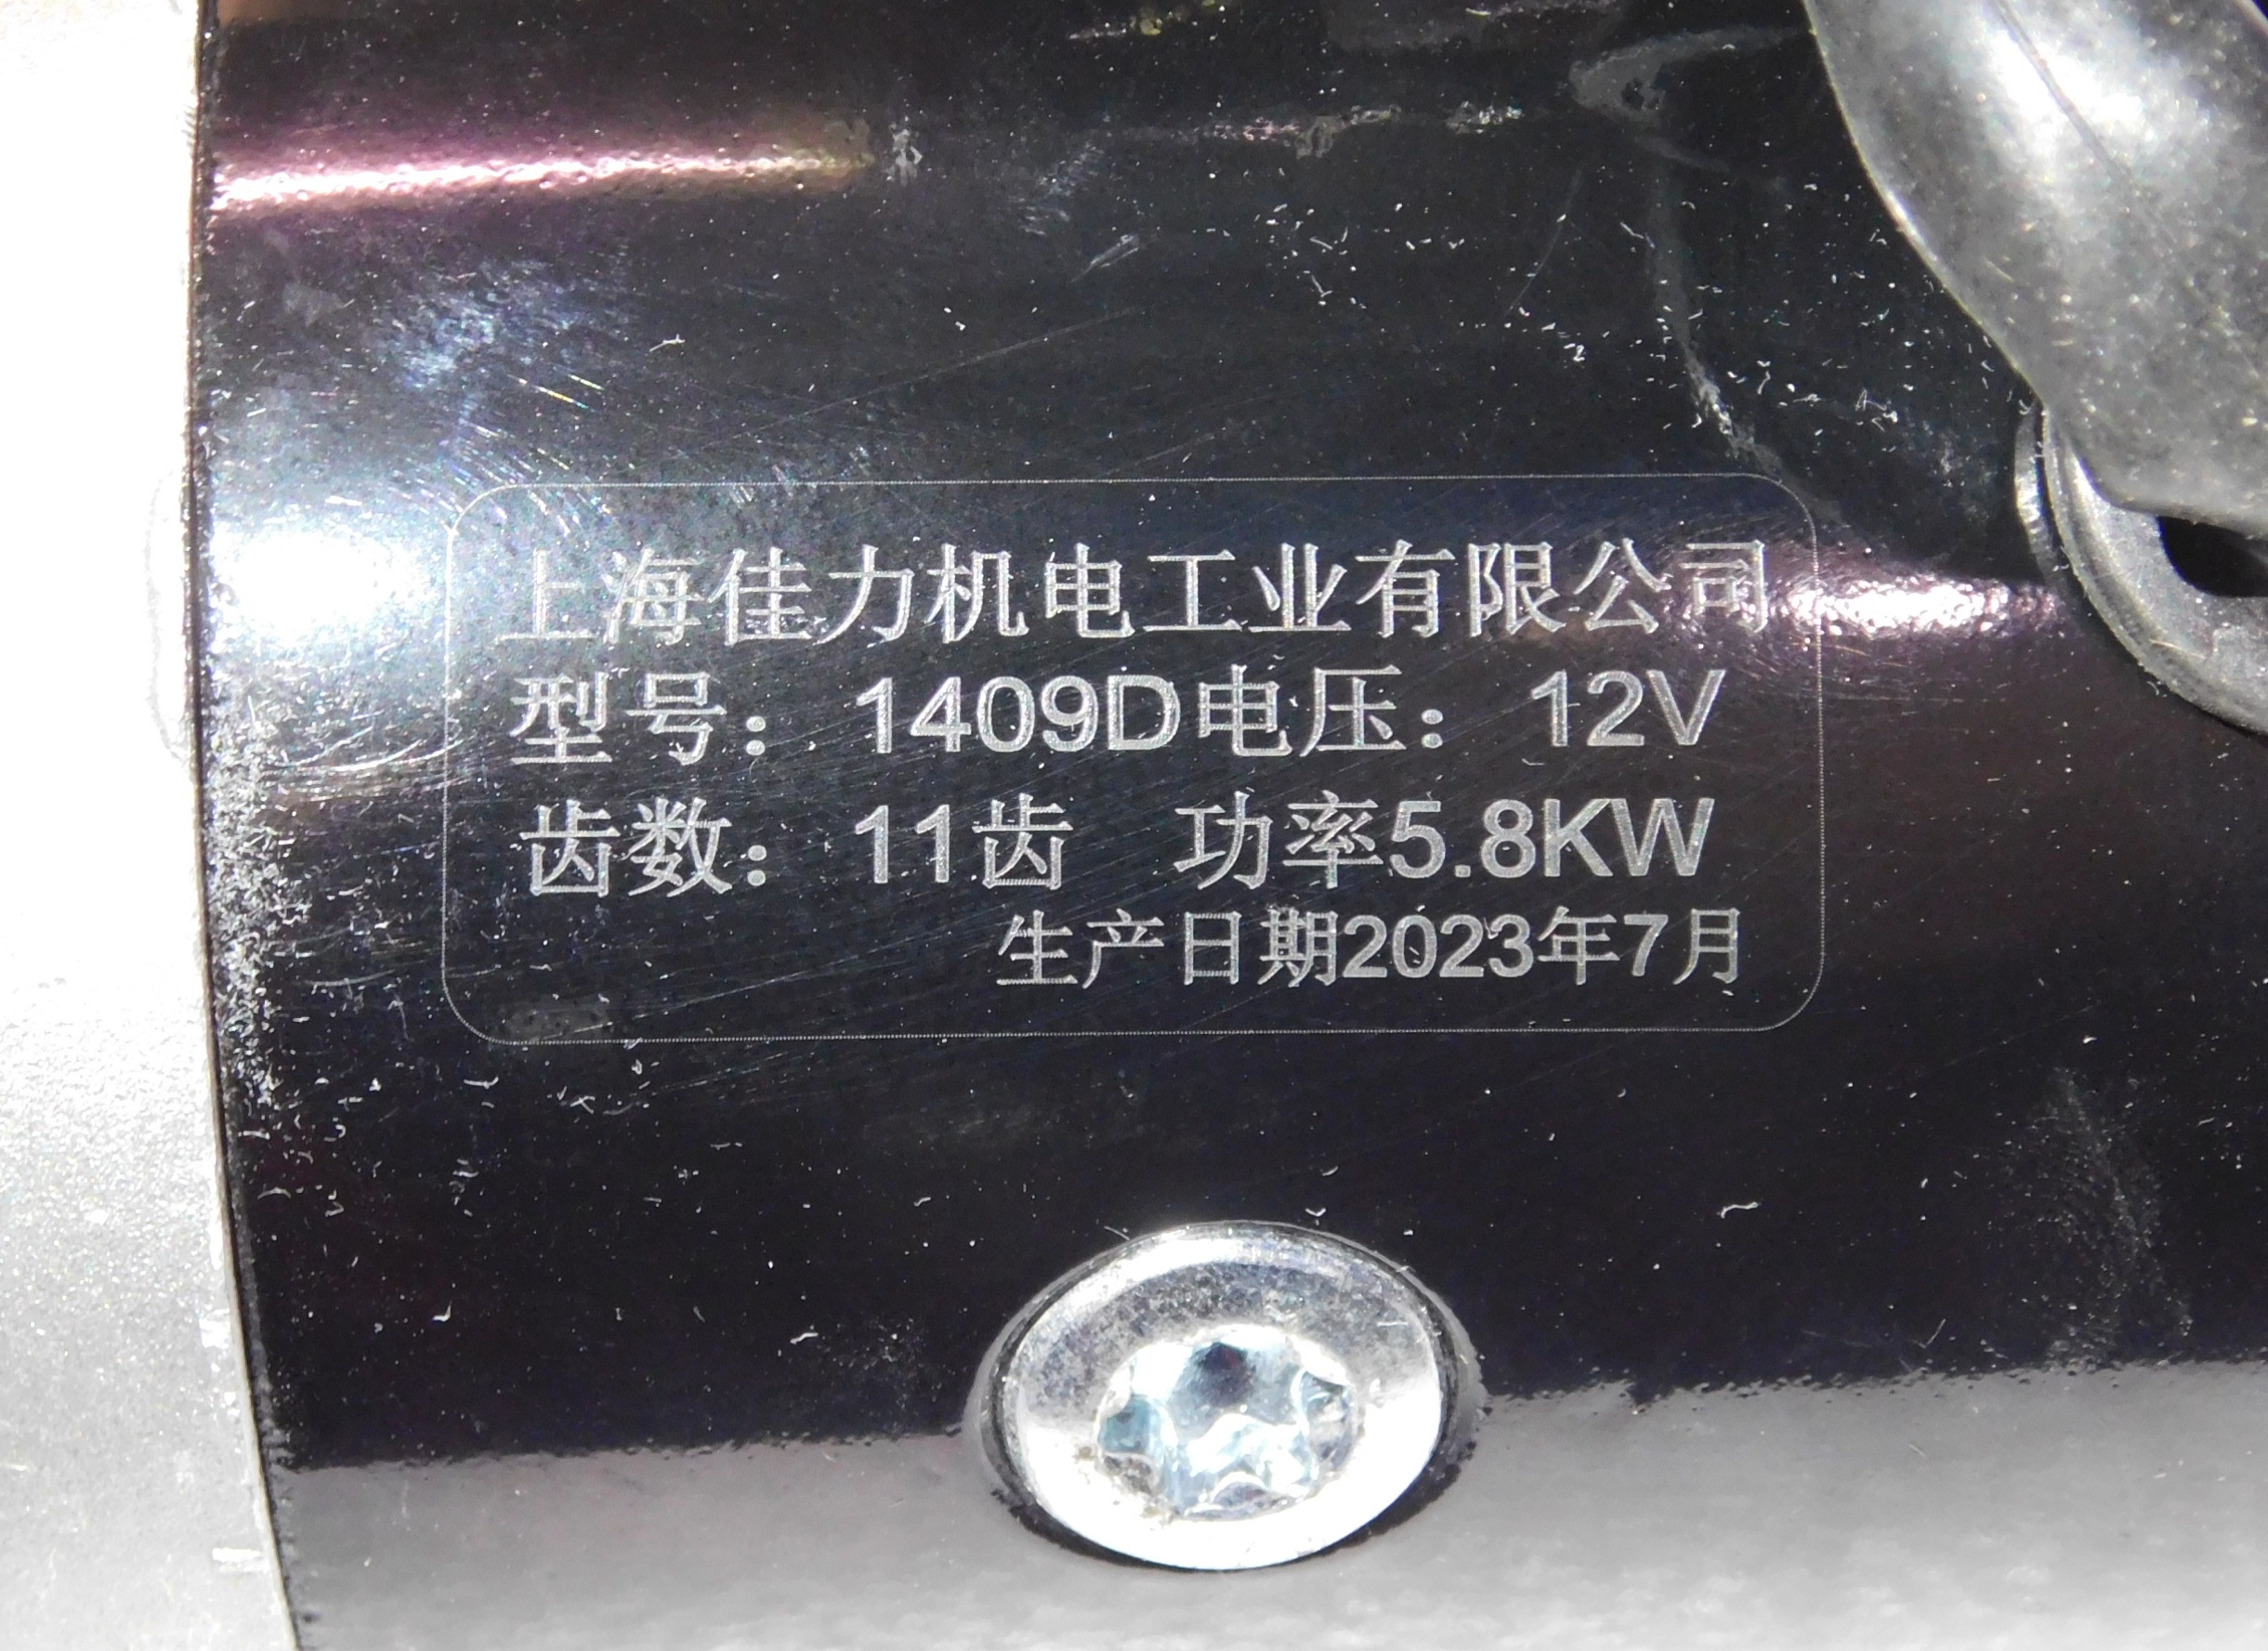 上海佳力机电工业有限公司
型号：1409D电压：12V
齿数：11齿 功率5.8KW
生产日期2023年7月